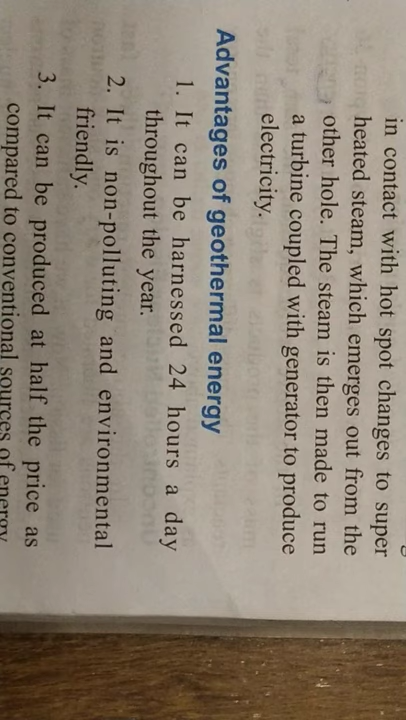 in contact with hot spot changes to super
heated steam, which emerges out from the
other hole. The steam is then made to run
a turbine coupled with generator to produce
electricity.
Advantages of geothermal energy
1. It can be harnessed 24 hours a day
throughout the year.
2. It is non-polluting and environmental
friendly.
3. It can be produced at half the price as
compared to conventional sources of energy